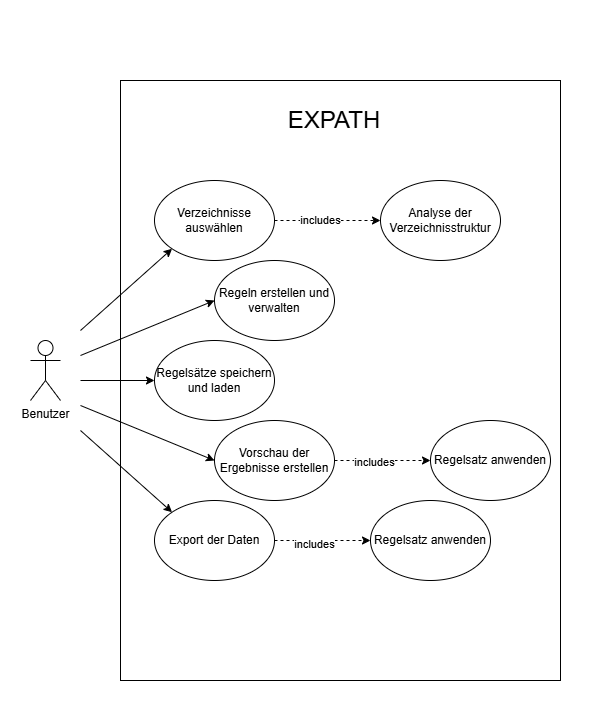 EXPATH
Verzeichnisse
auswählen
includes
Analyse der
Verzeichnisstruktur
Regeln erstellen und
verwalten
Regelsätze speichern
und laden
Benutzer
Vorschau der
Ergebnisse erstellen
includes
Regelsatz anwenden
Export der Daten
includes
Regelsatz anwenden